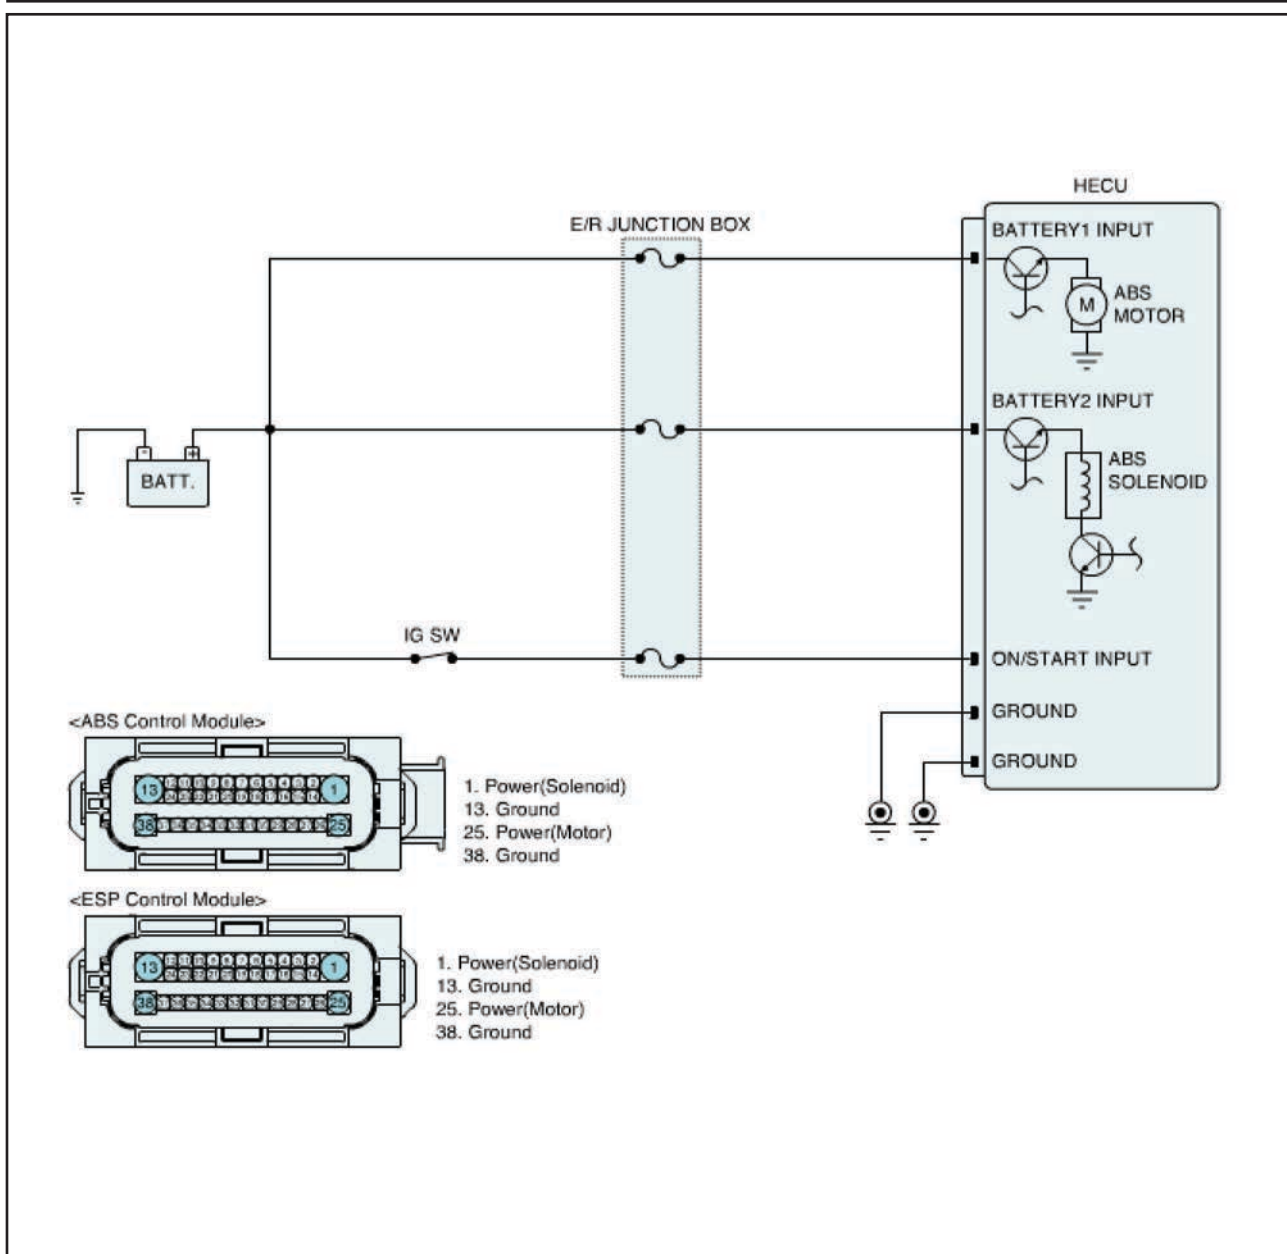 HECU
E/R JUNCTION BOX
BATTERY1 INPUT
M
ABS
MOTOR
BATTERY2 INPUT
ABS
SOLENOID
- +
BATT.
IG SW
ON/START INPUT
GROUND
GROUND
<ABS Control Module>
13
1
38
25
1. Power(Solenoid)
13. Ground
25. Power(Motor)
38. Ground
<ESP Control Module>
13
1
38
25
1. Power(Solenoid)
13. Ground
25. Power(Motor)
38. Ground